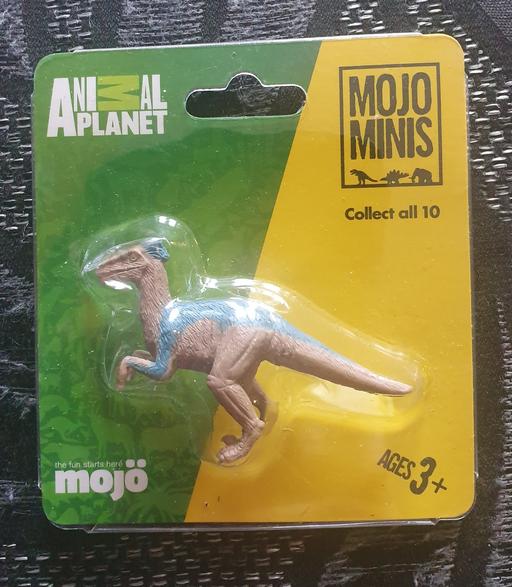 ANIMAL
PLANET
MOJO
MINIS
Collect all 10
the fun starts here
mojö
AGES 3+